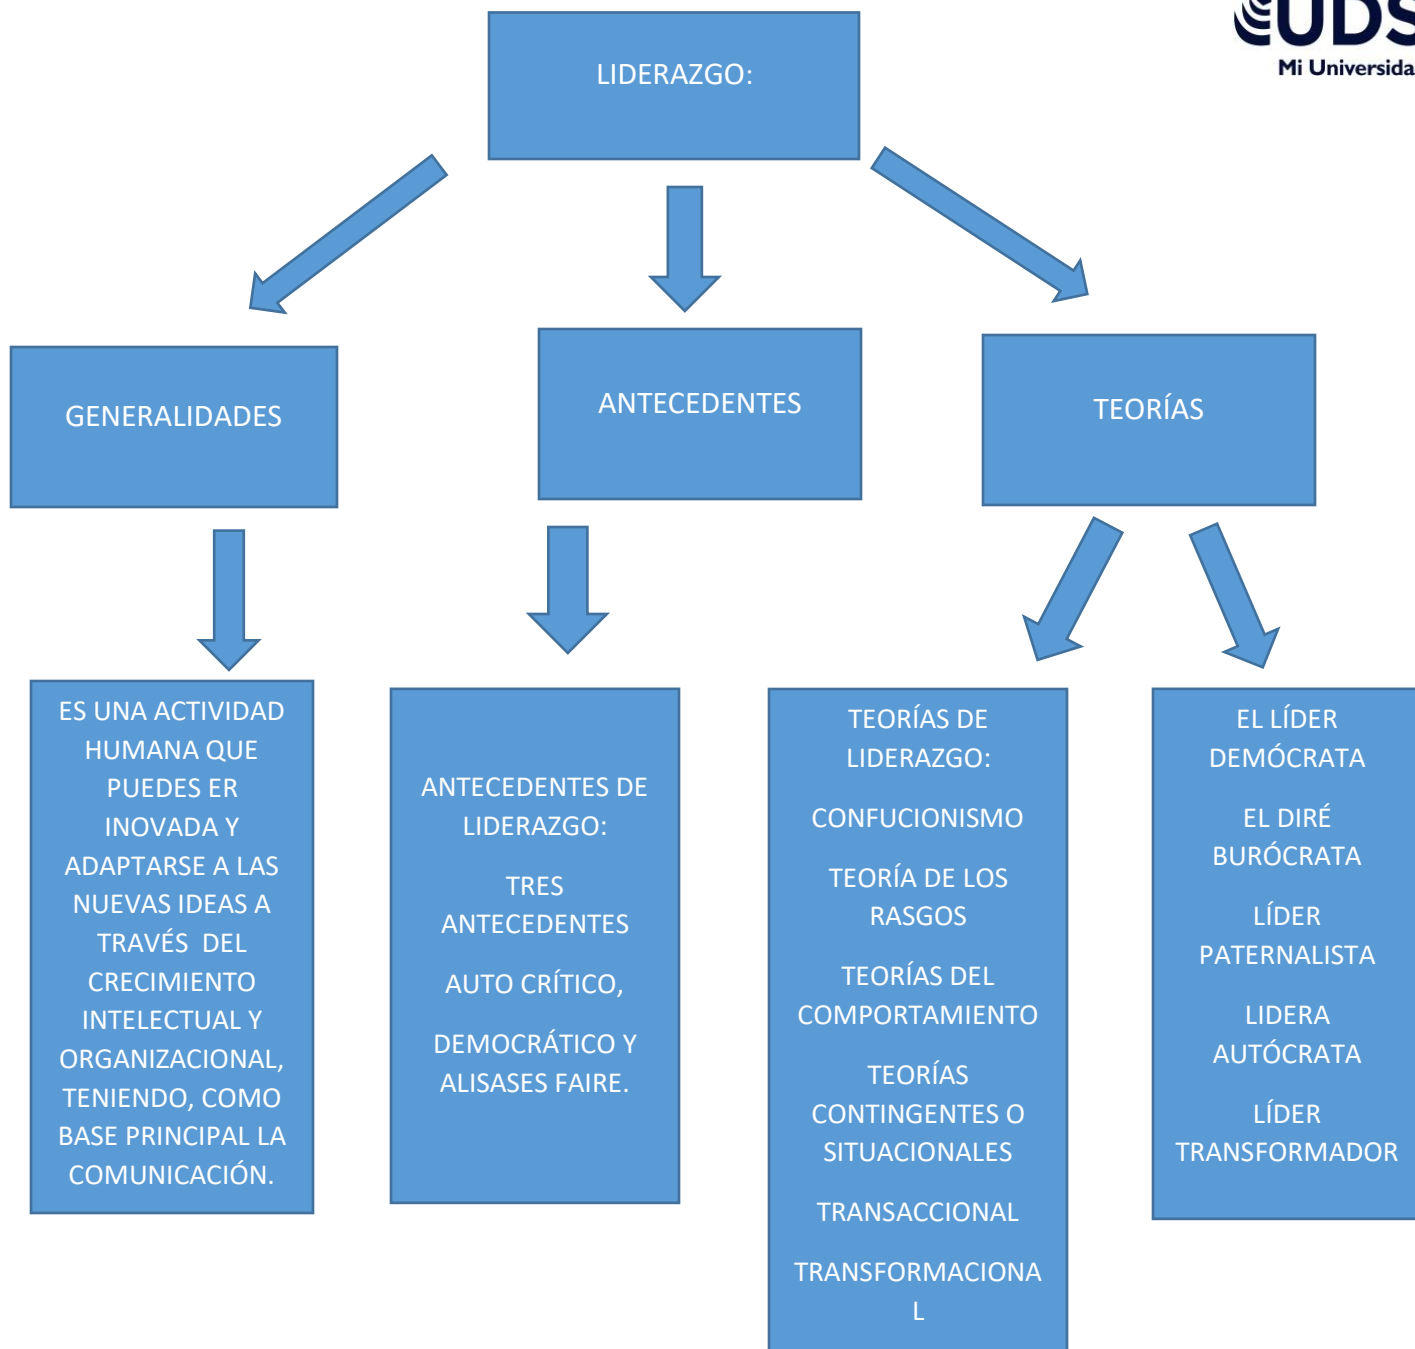 UDS
Mi Universida
LIDERAZGO:
GENERALIDADES
ANTECEDENTES
TEORÍAS
ES UNA ACTIVIDAD
HUMANA QUE
PUEDES ER
INOVADA Y
ADAPTARSE A LAS
NUEVAS IDEAS A
TRAVÉS  DEL
CRECIMIENTO
INTELECTUAL Y
ORGANIZACIONAL,
TENIENDO, COMO
BASE PRINCIPAL LA
COMUNICACIÓN.
ANTECEDENTES DE
LIDERAZGO:
TRES
ANTECEDENTES
AUTO CRÍTICO,
DEMOCRÁTICO Y
ALISASES FAIRE.
TEORÍAS DE
LIDERAZGO:
CONFUCIONISMO
TEORÍA DE LOS
RASGOS
TEORÍAS DEL
COMPORTAMIENTO
TEORÍAS
CONTINGENTES O
SITUACIONALES
TRANSACCIONAL
TRANSFORMACIONA
L
EL LÍDER
DEMÓCRATA
EL DIRÉ
BURÓCRATA
LÍDER
PATERNALISTA
LIDERA
AUTÓCRATA
LÍDER
TRANSFORMADOR